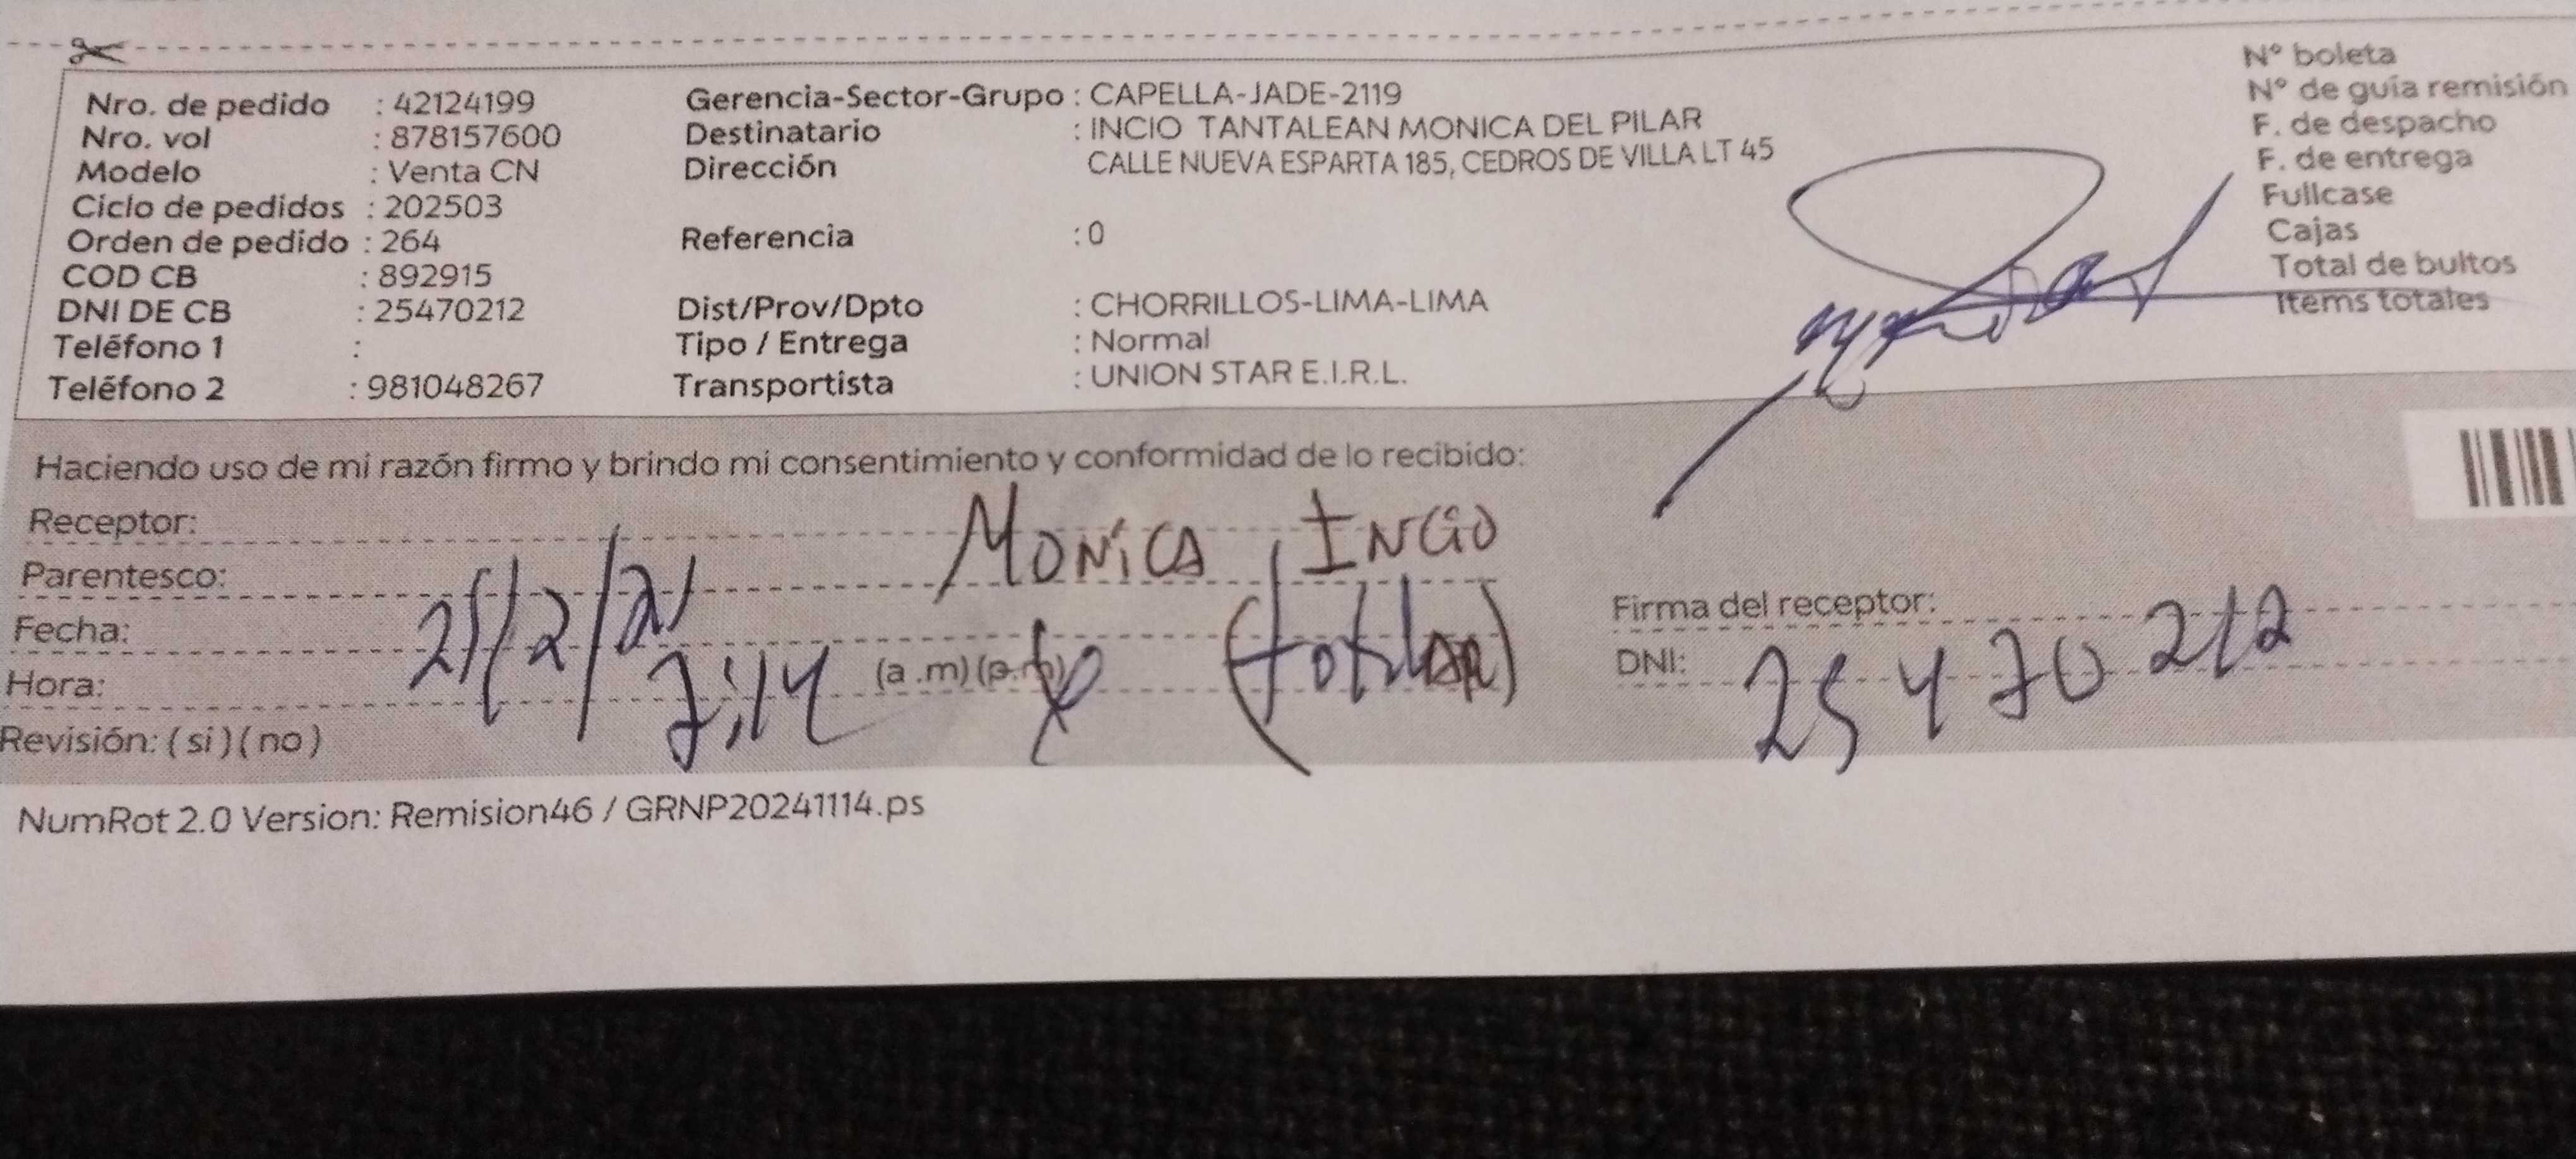 Nro. de pedido : 42124199
Nro. vol : 878157600
Modelo : Venta CN
Ciclo de pedidos : 202503
Orden de pedido : 264
COD CB : 892915
DNI DE CB : 25470212
Teléfono 1 :
Teléfono 2 : 981048267
Gerencia-Sector-Grupo : CAPELLA-JADE-2119
Destinatario : INCIO TANTALEAN MONICA DEL PILAR
Dirección CALLE NUEVA ESPARTA 185, CEDROS DE VILLA LT 45
Referencia : 0
Dist/Prov/Dpto : CHORRILLOS-LIMA-LIMA
Tipo / Entrega : Normal
Transportista : UNION STAR E.I.R.L.
N° boleta
N° de guía remisión
F. de despacho
F. de entrega
Fullcase
Cajas
Total de bultos
Items totales
Haciendo uso de mi razón firmo y brindo mi consentimiento y conformidad de lo recibido:
Receptor: MONICA INCIO
Parentesco:
Fecha:
Hora: 7:14 (a.m) (p.m)
Revisión: ( si ) ( no )
Firma del receptor:
DNI: 25470212
NumRot 2.0 Version: Remision46 / GRNP20241114.ps